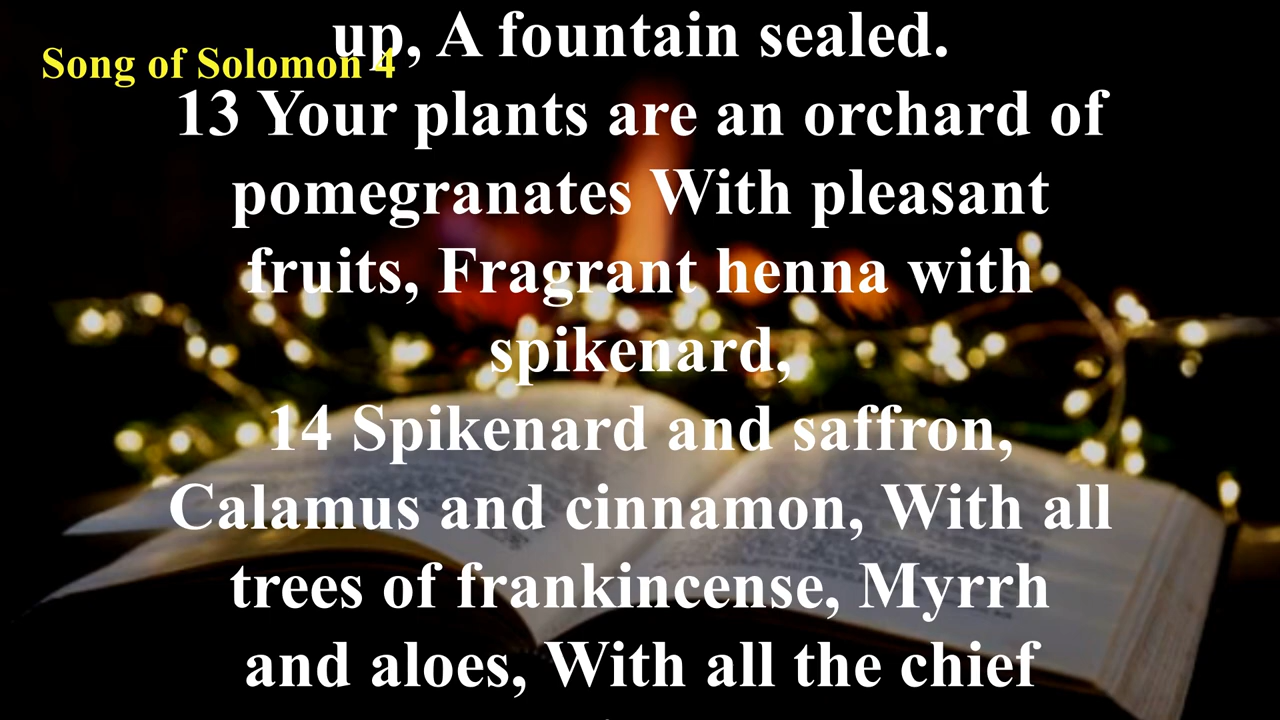 up, A fountain sealed.
Song of Solomon 4
13 Your plants are an orchard of
pomegranates With pleasant
fruits, Fragrant henna with
spikenard,
14 Spikenard and saffron,
Calamus and cinnamon, With all
trees of frankincense, Myrrh
and aloes, With all the chief